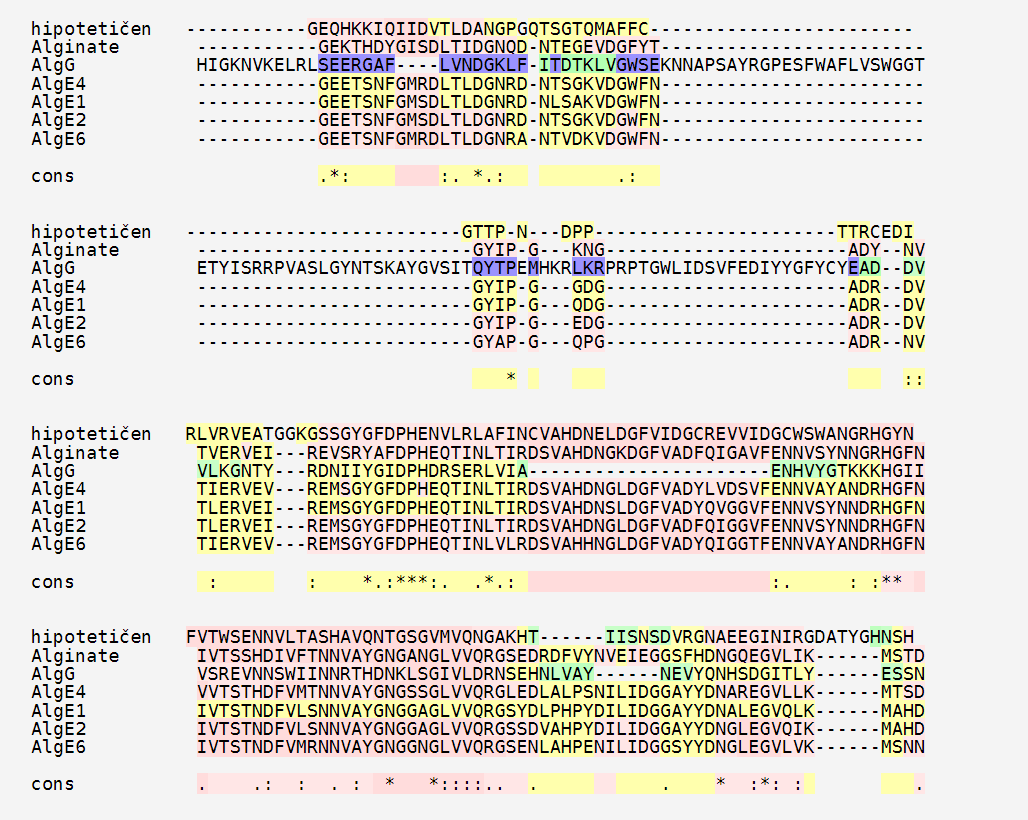 hipotetičen -----------GEQHKKIQIIDVTLDANGPGQTSGTQMAFFC------------------------
Alginate -----------GEKTHDYGISDLTIDGNQD-NTEGEVDGFYT------------------------
AlgG HIGKNVKELRLSEERGAF----LVNDGKLF-ITDTKLVGWSEKNNAPSAYRGPESFWAFLVSWGGT
AlgE4 -----------GEETSNFGMRDLTLDGNRD-NTSGKVDGWFN------------------------
AlgE1 -----------GEETSNFGMSDLTLDGNRD-NLSAKVDGWFN------------------------
AlgE2 -----------GEETSNFGMSDLTLDGNRD-NTSAKVDGWFN------------------------
AlgE6 -----------GEETSNFGMSDLTLDGNRA-NTVDKVDGWFN------------------------
cons .*: :. *.: .:
hipotetičen -------------------------GTTP-N---DPP----------------------TTRCEDI
Alginate -------------------------GYIP-G---KNG----------------------ADY--NV
AlgG ETYISRRPVASLGYNTSKAYGVSITQYTPEMHKRLKRPRPTGWLIDSVFEDIYYGFYCYEAD--DV
AlgE4 -------------------------GYIP-G---GDG----------------------ADR--DV
AlgE1 -------------------------GYIP-G---QDG----------------------ADR--DV
AlgE2 -------------------------GYIP-G---EDG----------------------ADR--DV
AlgE6 -------------------------GYAP-G---QPG----------------------ADR--NV
cons * ::
hipotetičen RLVRVEATGGKGSSGYGFDPHENVLRLAFINCVAHDNELDGFVIDGCREVVIDGCWSWANGRHGYN
Alginate TVERVEI---REVSRYAFDPHEQTINLTIRDSVAHDNGKDGFVADFQIGAVFENNVSYNNGRHGFN
AlgG VLKGNTY---RDNIIYGIDPHDRSERLVIA----------------------ENHVYGTKKKHGII
AlgE4 TIERVEV---REMSGYGFDPHEQTINLTIRDSVAHDNGLDGFVADYLVDSVFENNVAYANDRHGFN
AlgE1 TLERVEI---REMSGYGFDPHEQTINLTIRDSVAHDNSLDGFVADYQVGGVFENNVSYNNDRHGFN
AlgE2 TLERVEI---REMSGYGFDPHEQTINLTIRDSVAHDNGLDGFVADFQIGGVFENNVSYNNDRHGFN
AlgE6 TIERVEV---REMSGYGFDPHEQTINLVLRDSVAHHNGLDGFVADYQIGGTFENNVAYANDRHGFN
cons : : *.:***:. .*.: :. : :**
hipotetičen FVTWSENNVLTASHAVQNTGSGVMVQNGAKHT------IISNSDVRGNAEEGINIRGDATYGHNSH
Alginate IVTSSHDIVFTNNVAYGNGANGLVVQRGSEDRDFVYNVEIEGGSFHDNGQEGVLIK------MSTD
AlgG VSREVNNSWIINNRTHDNKLSGIVLDRNSEHNLVAY------NEVYQNHSDGITLY------ESSN
AlgE4 VVTSTHDFVMTNNVAYGNGSSGLVVQRGLEDLALPSNILIDGGAYYDNAREGVLLK------MTSD
AlgE1 IVTSTNDFVLSNNVAYGNGGAGLVVQRGSYDLPHPYDILIDGGAYYDNALEGVQLK------MAHD
AlgE2 IVTSTNDFVLSNNVAYGNGGAGLVVQRGSSDVAHPYDILIDGGAYYDNGLEGVQIK------MAHD
AlgE6 IVTSTNDFVMRNNVAYGNGGNGLVVQRGSENLAHPENILIDGGSYYDNGLEGVLVK------MSNN
cons . .: : . : * *::::.. . . * :*: : .